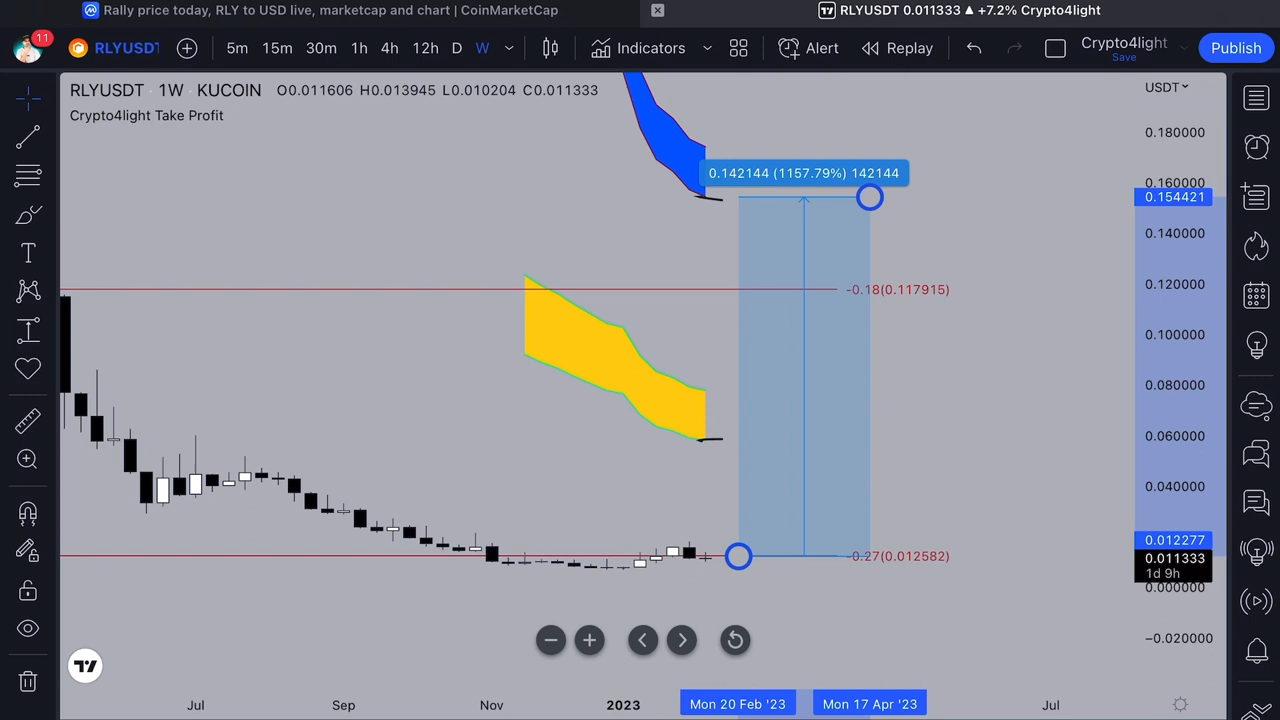 Rally price today, RLY to USD live, marketcap and chart | CoinMarketCap
RLYUSDT 0.011333 ▲ +7.2% Crypto4light
11
RLYUSDT
5m 15m 30m 1h 4h 12h D W
Indicators
Alert
Replay
Crypto4light
Save
Publish
RLYUSDT 1W KUCOIN O0.011606 H0.013945 L0.010204 C0.011333
Crypto4light Take Profit
USDT
0.180000
0.142144 (1157.79%) 142144
0.160000
0.154421
0.140000
0.120000
-0.18(0.117915)
0.100000
0.080000
0.060000
0.040000
0.012277
-0.27(0.012582)
0.011333
1d 9h
0.000000
−0.020000
Jul Sep Nov 2023 Mon 20 Feb '23 Mon 17 Apr '23 Jul